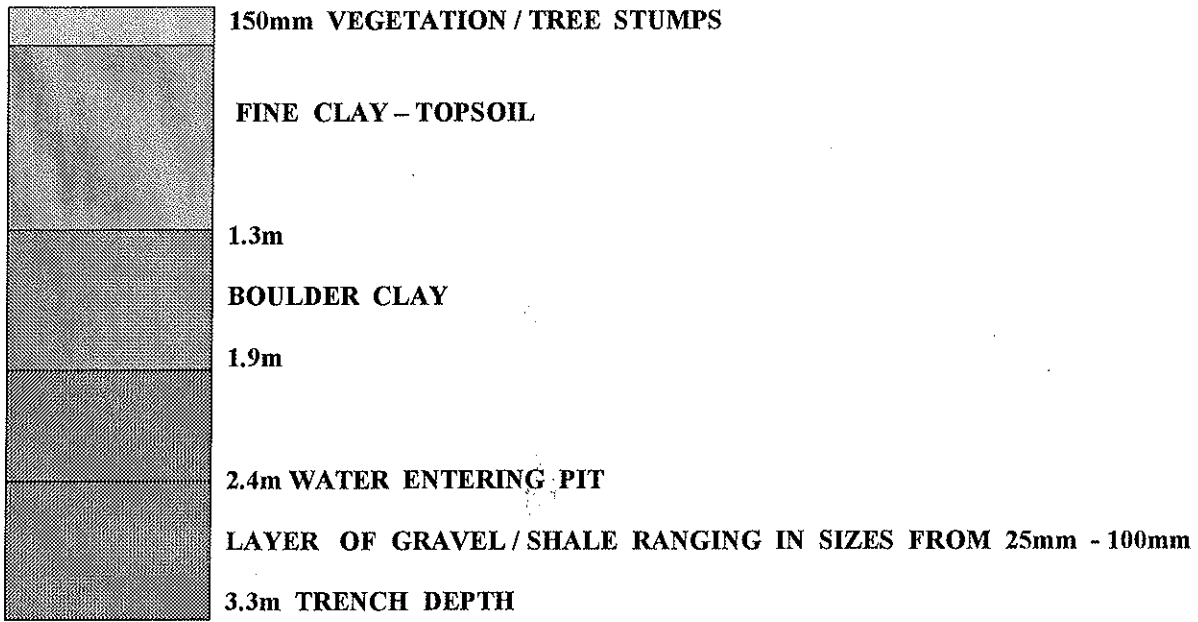 150mm VEGETATION / TREE STUMPS
FINE CLAY – TOPSOIL
1.3m
BOULDER CLAY
1.9m
2.4m WATER ENTERING PIT
LAYER OF GRAVEL / SHALE RANGING IN SIZES FROM 25mm - 100mm
3.3m TRENCH DEPTH